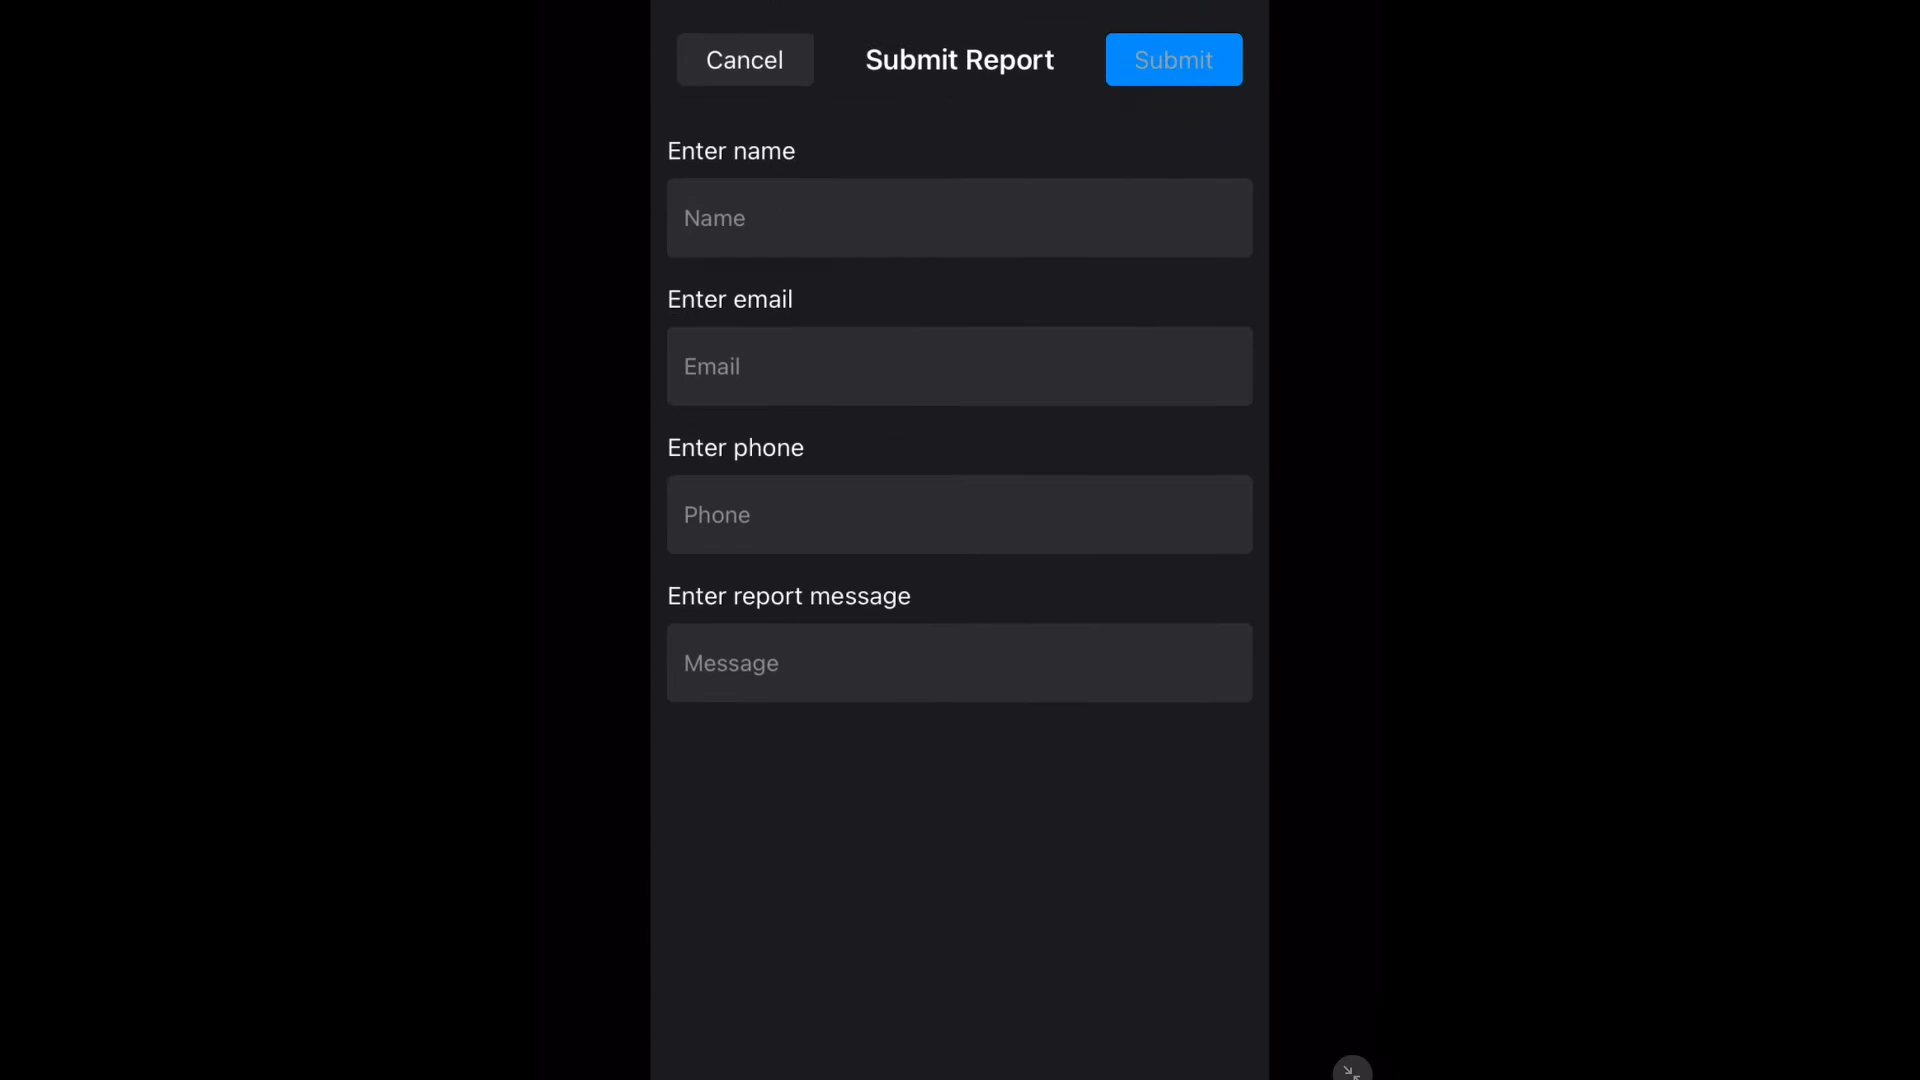 Cancel
Submit Report
Submit
Enter name
Name
Enter email
Email
Enter phone
Phone
Enter report message
Message